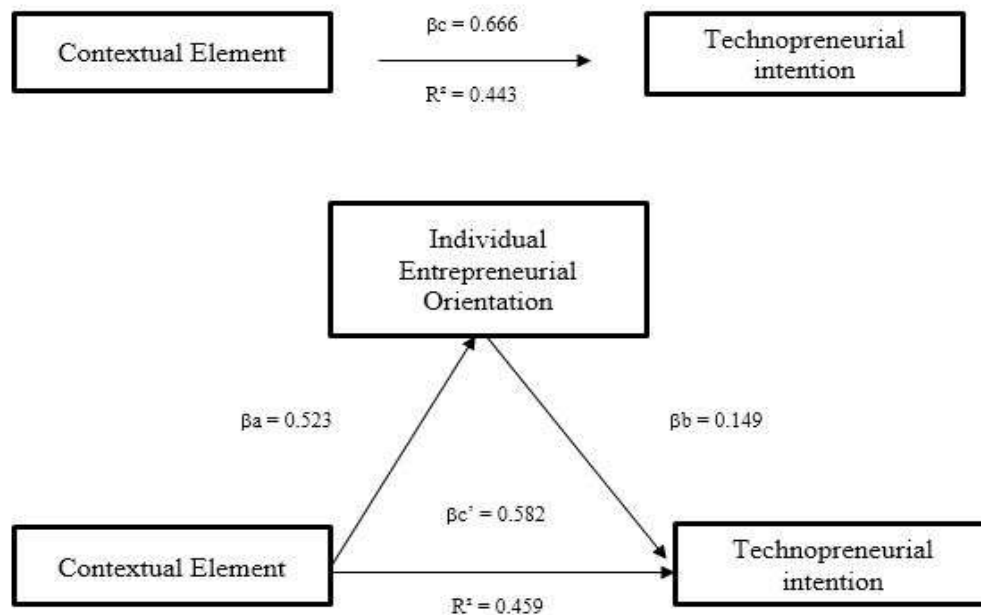 Contextual Element
βc = 0.666
R² = 0.443
Technopreneurial
intention
Individual
Entrepreneurial
Orientation
βa = 0.523
βb = 0.149
βc’ = 0.582
Contextual Element
R² = 0.459
Technopreneurial
intention